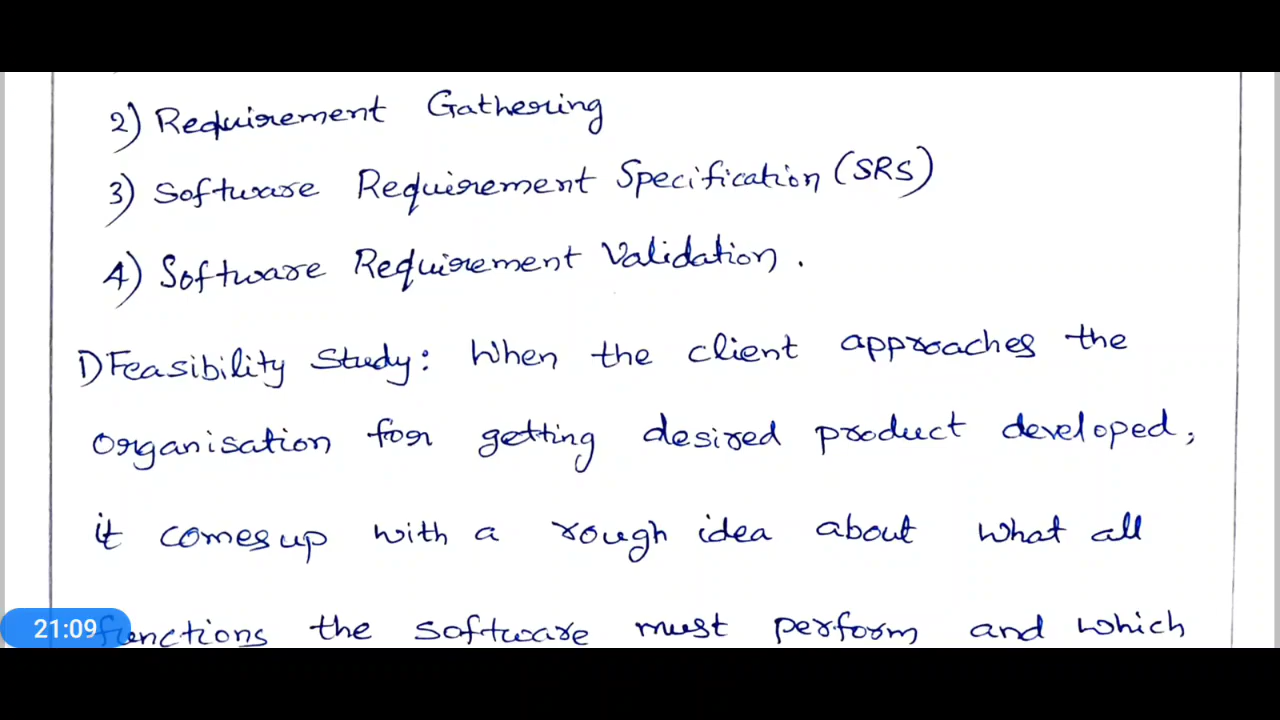 2) Requirement Gathering
3) Software Requirement Specification (SRS)
4) Software Requirement Validation.
1) Feasibility Study: When the client approaches the
organisation for getting desired product developed,
it comes up with a rough idea about what all
functions the software must perform and which
21:09